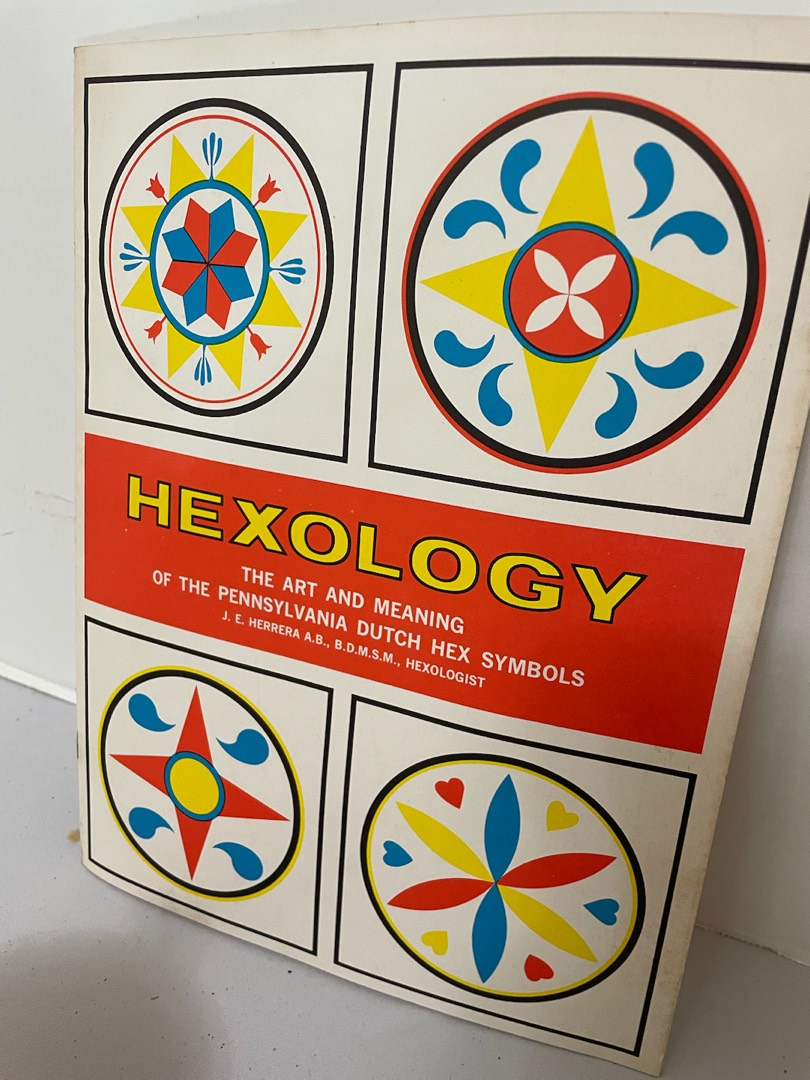 HEXOLOGY
THE ART AND MEANING
OF THE PENNSYLVANIA DUTCH HEX SYMBOLS
J. E. HERRERA A.B., B.D.M.S.M., HEXOLOGIST